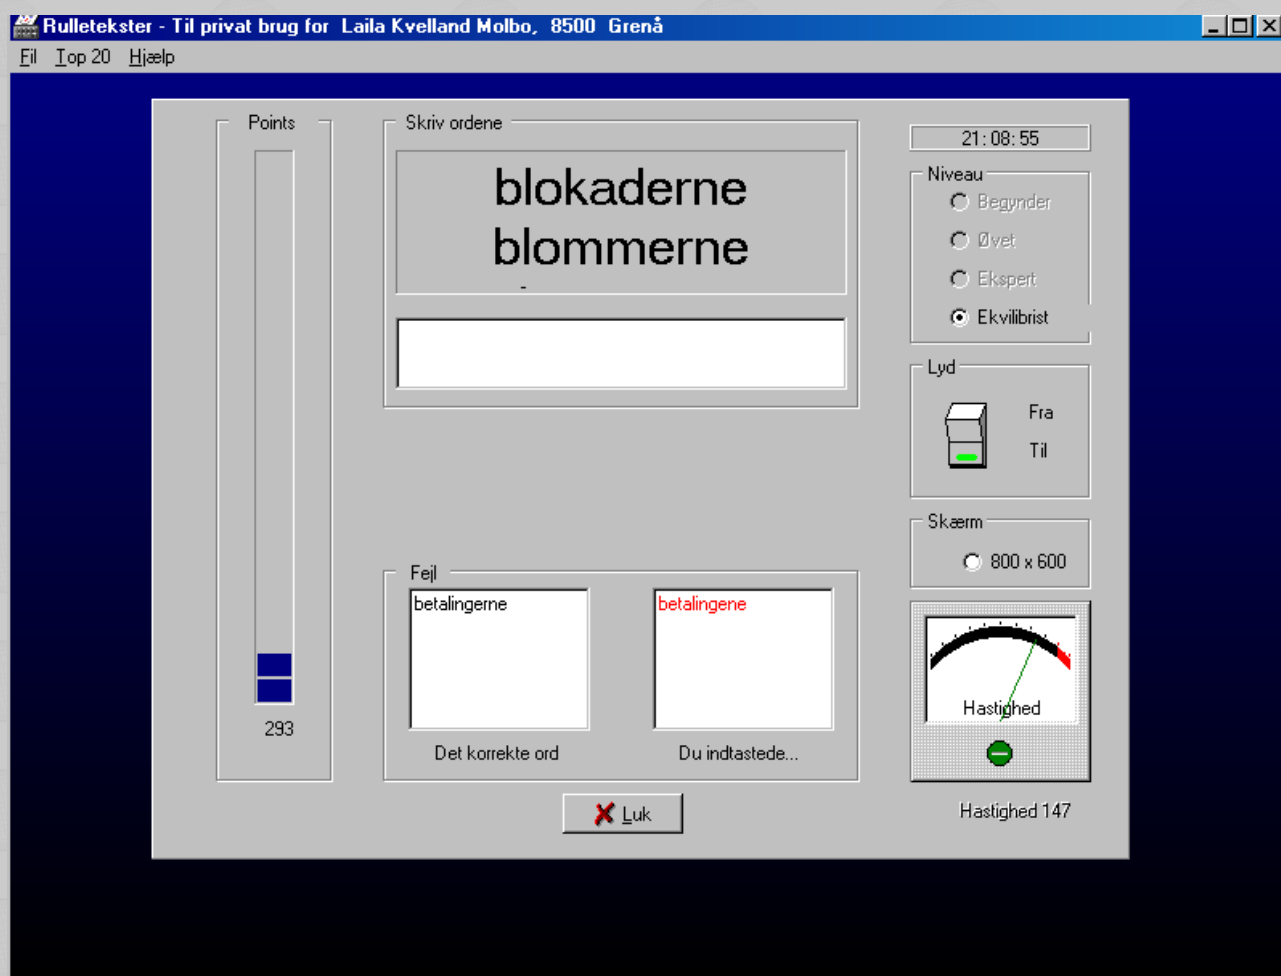 Rulletekster - Til privat brug for Laila Kvelland Molbo, 8500 Grenå
Fil Top 20 Hjælp
Points
293
Skriv ordene
blokaderne
blommerne
21:08:55
Niveau
Begynder
Øvet
Ekspert
Ekvilibrist
Lyd
Fra
Til
Skærm
800 x 600
Fejl
betalingerne
betalingene
Det korrekte ord
Du indtastede...
Hastighed
Hastighed 147
Luk